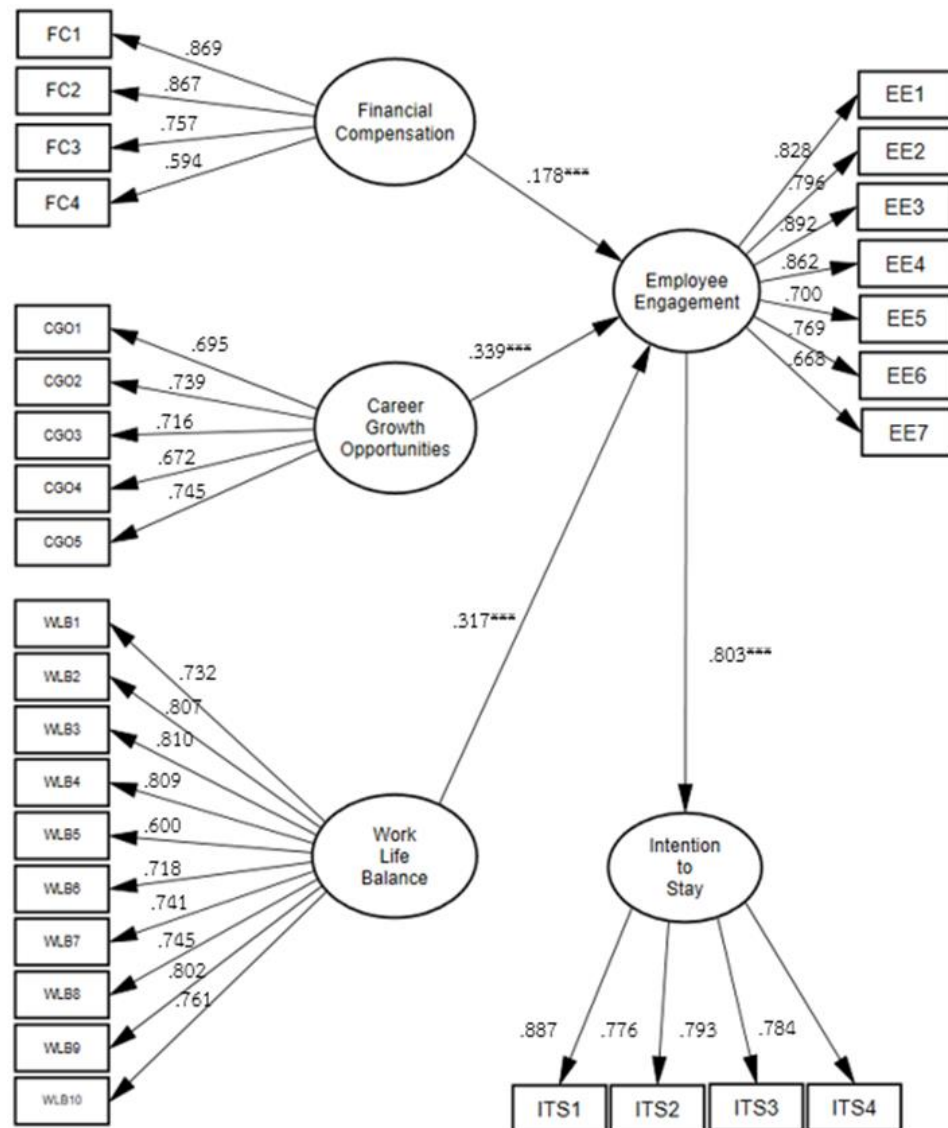 FC1
FC2
FC3
FC4
.869
.867
.757
.594
Financial
Compensation
.178***
CGO1
CGO2
CGO3
CGO4
CGO5
.695
.739
.716
.672
.745
Career
Growth
Opportunities
.339***
WLB1
WLB2
WLB3
WLB4
WLB5
WLB6
WLB7
WLB8
WLB9
WLB10
.732
.807
.810
.809
.600
.718
.741
.745
.802
.761
Work
Life
Balance
.317***
Employee
Engagement
.828
.796
.892
.862
.700
.769
.668
EE1
EE2
EE3
EE4
EE5
EE6
EE7
.803***
Intention
to
Stay
.887
.776
.793
.784
ITS1
ITS2
ITS3
ITS4